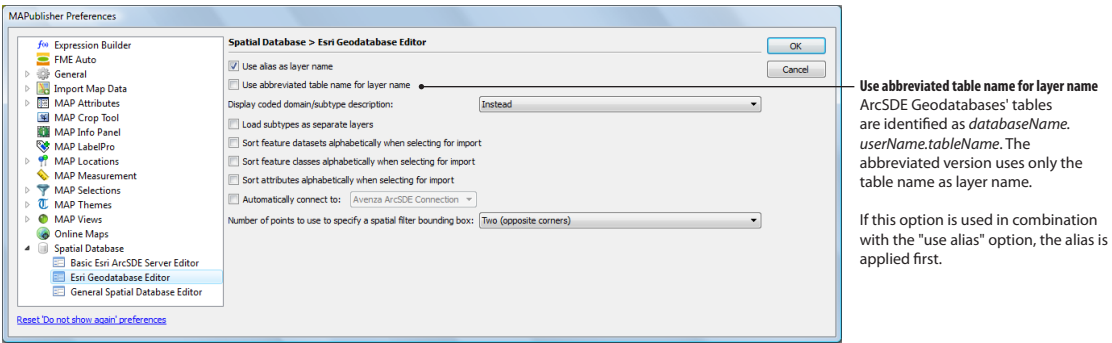 MAPublisher Preferences
Expression Builder
FME Auto
General
Import Map Data
MAP Attributes
MAP Crop Tool
MAP Info Panel
MAP LabelPro
MAP Locations
MAP Measurement
MAP Selections
MAP Themes
MAP Views
Online Maps
Spatial Database
Basic Esri ArcSDE Server Editor
Esri Geodatabase Editor
General Spatial Database Editor
Reset 'Do not show again' preferences
Spatial Database > Esri Geodatabase Editor
Use alias as layer name
Use abbreviated table name for layer name
Display coded domain/subtype description: Instead
Load subtypes as separate layers
Sort feature datasets alphabetically when selecting for import
Sort feature classes alphabetically when selecting for import
Sort attributes alphabetically when selecting for import
Automatically connect to: Avenza ArcSDE Connection
Number of points to use to specify a spatial filter bounding box: Two (opposite corners)
OK
Cancel
Use abbreviated table name for layer name
ArcSDE Geodatabases' tables
are identified as databaseName.
userName.tableName. The
abbreviated version uses only the
table name as layer name.
If this option is used in combination
with the "use alias" option, the alias is
applied first.